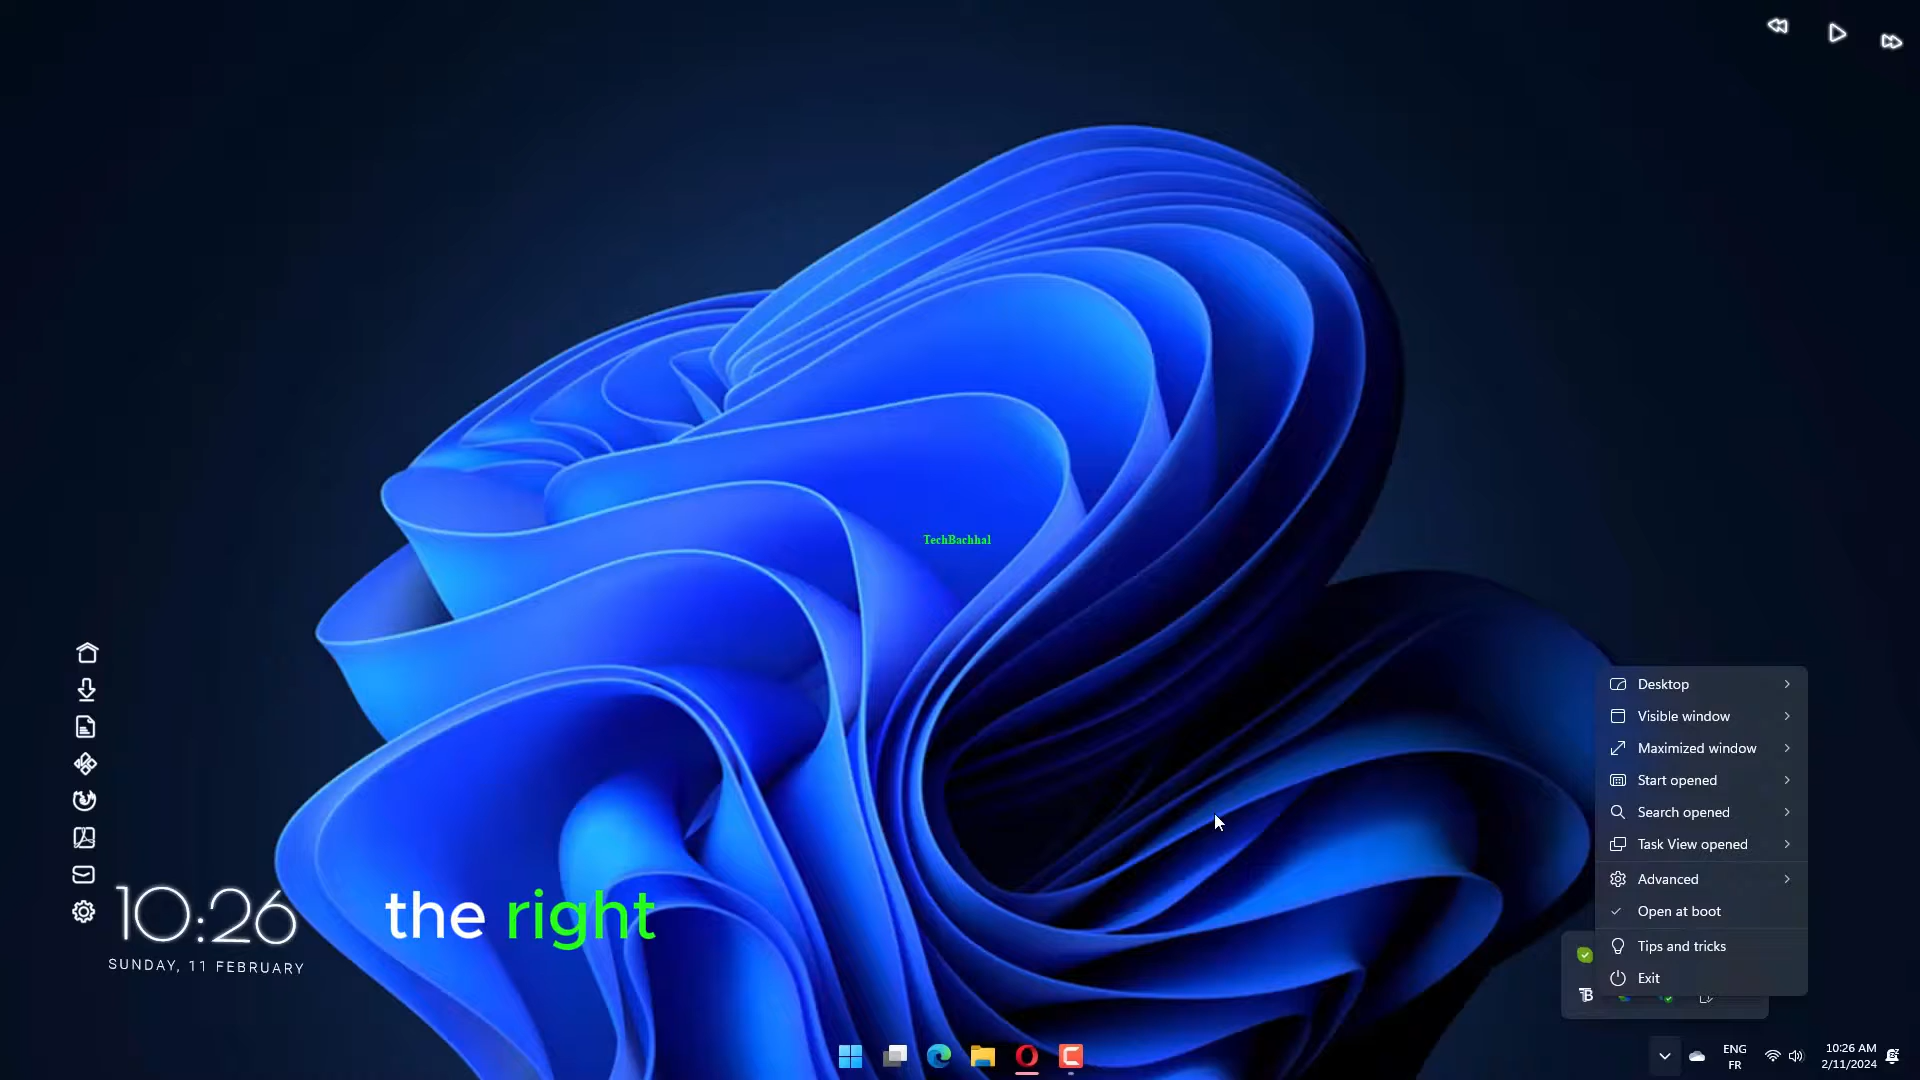 TechBachhal
Desktop
Visible window
Maximized window
Start opened
Search opened
Task View opened
Advanced
Open at boot
Tips and tricks
Exit
10:26
SUNDAY, 11 FEBRUARY
the right
ENG
FR
10:26 AM
2/11/2024